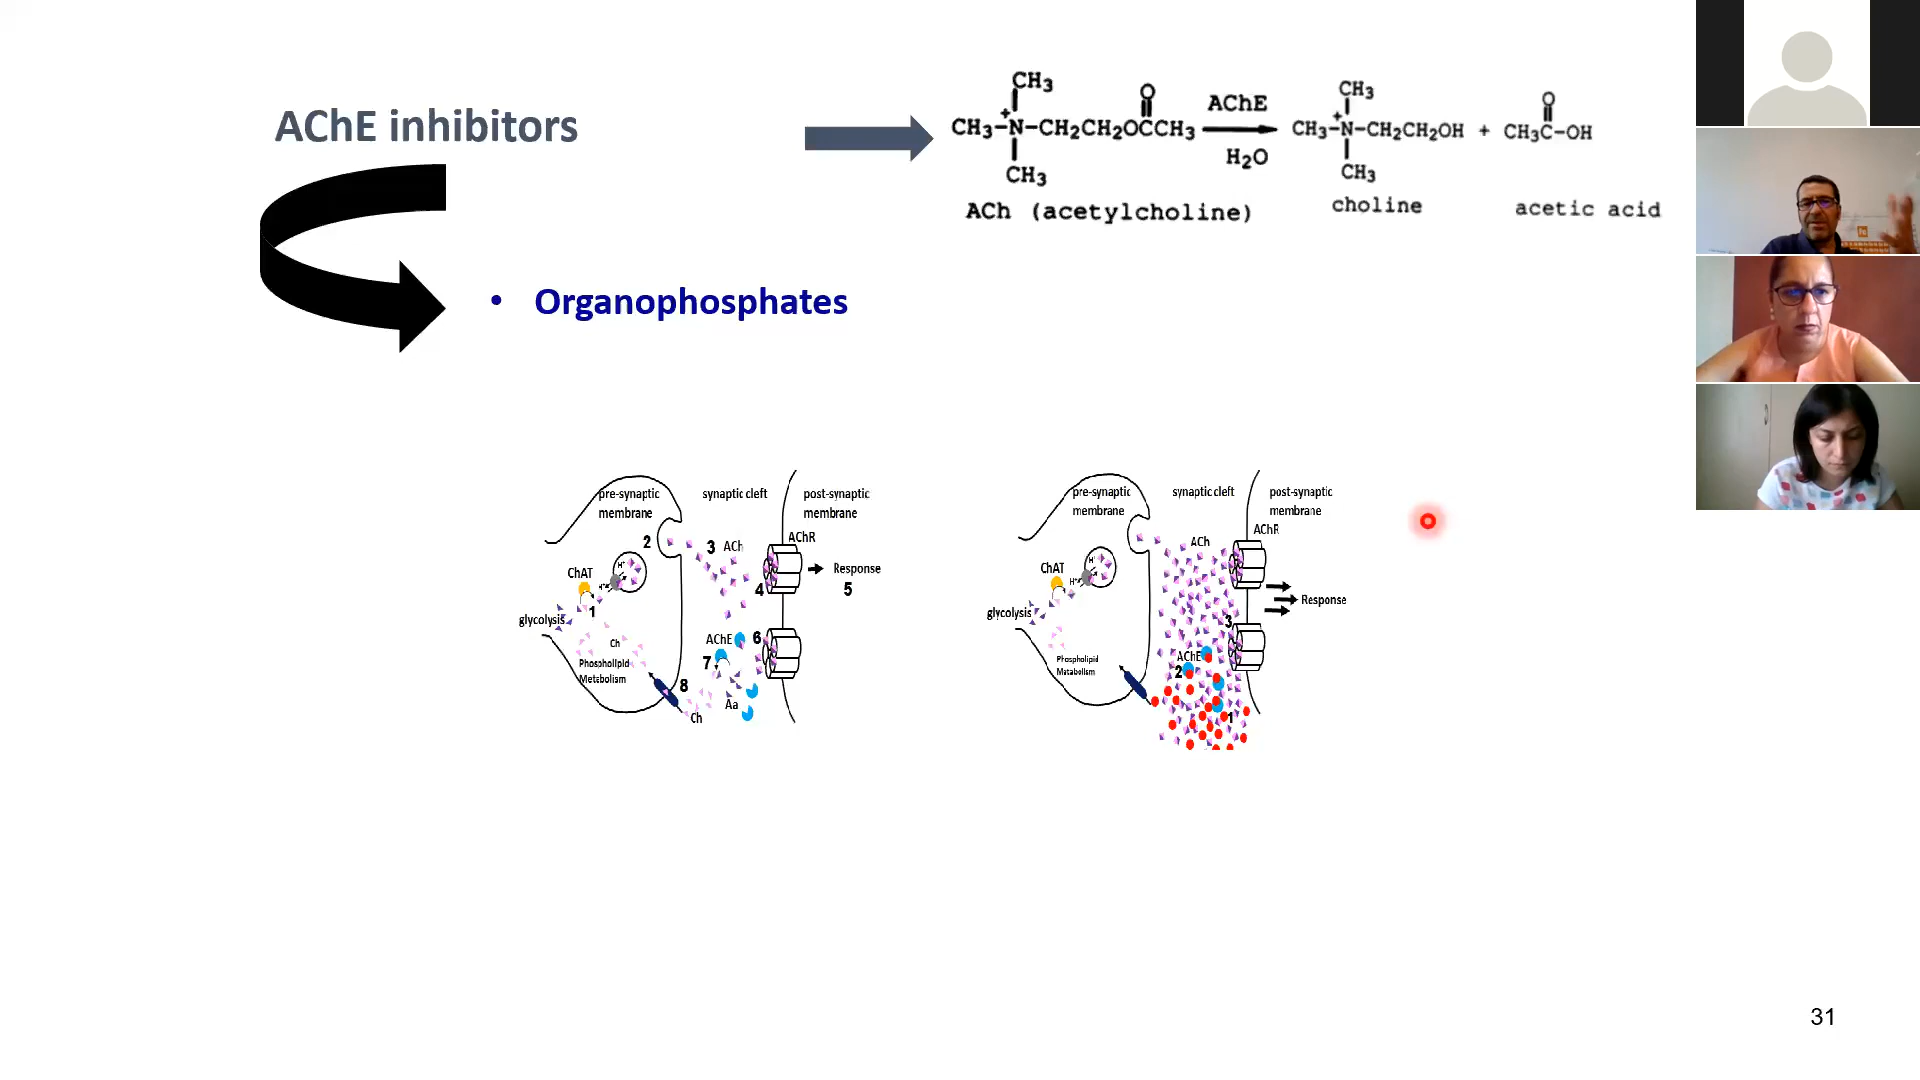 AChE inhibitors
CH3
CH3-N-CH2CH2OCCH3
+
O
CH3
ACh (acetylcholine)
AChE
H2O
CH3
CH3-N-CH2CH2OH + CH3C-OH
+
O
CH3
choline
acetic acid
• Organophosphates
pre-synaptic
membrane
synaptic cleft
post-synaptic
membrane
2
3 ACh
AChR
H+
ChAT
H+
4
Response
5
1
glycolysis
Ch
Phospholipid
Metabolism
AChE
6
7
8
Aa
Ch
pre-synaptic
membrane
synaptic cleft
post-synaptic
membrane
ACh
AChR
H+
ChAT
H+
glycolysis
Response
3
Phospholipid
Metabolism
AChE
2
1
31